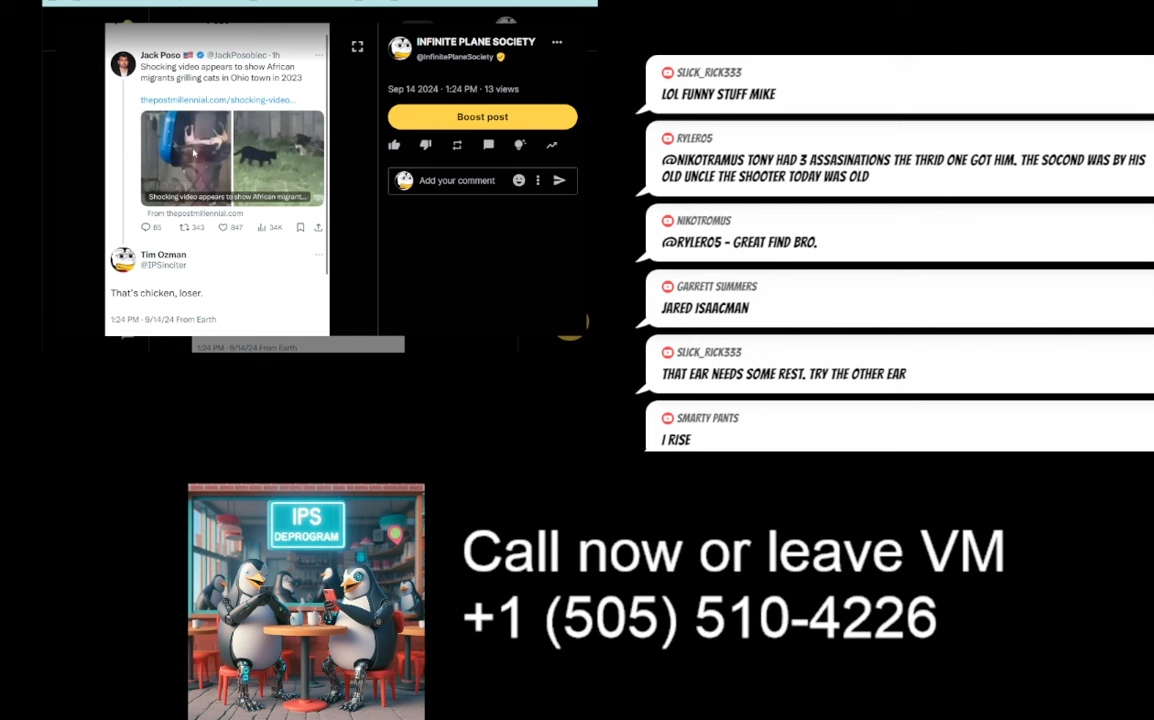 Jack Poso @JackPosobiec · 1h
Shocking video appears to show African
migrants grilling cats in Ohio town in 2023
thepostmillennial.com/shocking-video...
Shocking video appears to show African migrant...
From thepostmillennial.com
85 343 847 34K
Tim Ozman
@IPSinciter
That's chicken, loser.
1:24 PM · 9/14/24 From Earth
1:24 PM · 9/14/24 From Earth
INFINITE PLANE SOCIETY
@InfinitePlaneSociety
Sep 14 2024 · 1:24 PM · 13 views
Boost post
Add your comment
SLICK_RICK333
LOL FUNNY STUFF MIKE
RYLERO5
@NIKOTRAMUS TONY HAD 3 ASSASINATIONS THE THRID ONE GOT HIM. THE SOCOND WAS BY HIS
OLD UNCLE THE SHOOTER TODAY WAS OLD
NIKOTROMUS
@RYLERO5 - GREAT FIND BRO.
GARRETT SUMMERS
JARED ISAACMAN
SLICK_RICK333
THAT EAR NEEDS SOME REST. TRY THE OTHER EAR
SMARTY PANTS
I RISE
IPS
DEPROGRAM
Call now or leave VM
+1 (505) 510-4226